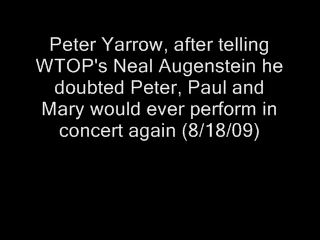 Peter Yarrow, after telling
WTOP's Neal Augenstein he
doubted Peter, Paul and
Mary would ever perform in
concert again (8/18/09)